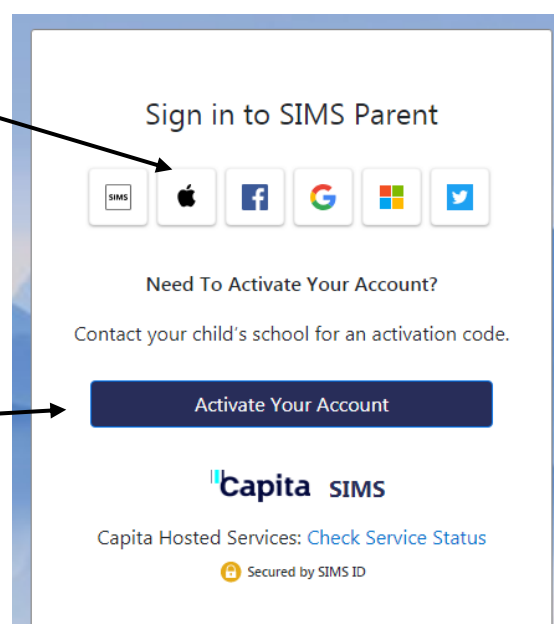 Sign in to SIMS Parent
SIMS
Need To Activate Your Account?
Contact your child's school for an activation code.
Activate Your Account
Capita SIMS
Capita Hosted Services: Check Service Status
Secured by SIMS ID